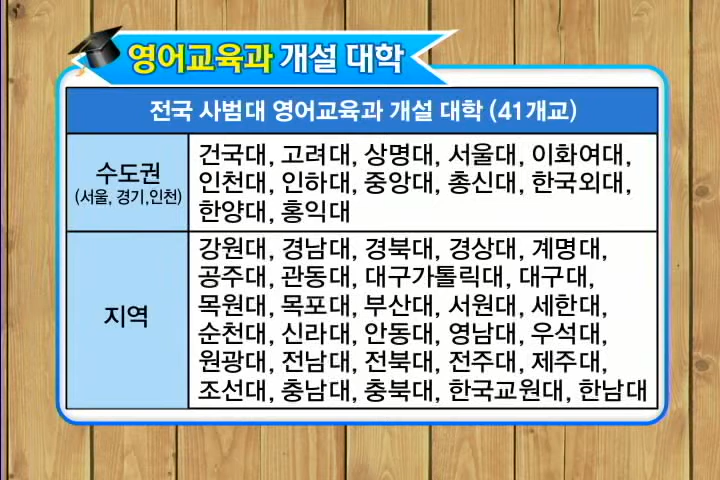 영어교육과 개설 대학
전국 사범대 영어교육과 개설 대학 (41개교)
수도권
(서울, 경기,인천)
건국대, 고려대, 상명대, 서울대, 이화여대,
인천대, 인하대, 중앙대, 총신대, 한국외대,
한양대, 홍익대
지역
강원대, 경남대, 경북대, 경상대, 계명대,
공주대, 관동대, 대구가톨릭대, 대구대,
목원대, 목포대, 부산대, 서원대, 세한대,
순천대, 신라대, 안동대, 영남대, 우석대,
원광대, 전남대, 전북대, 전주대, 제주대,
조선대, 충남대, 충북대, 한국교원대, 한남대